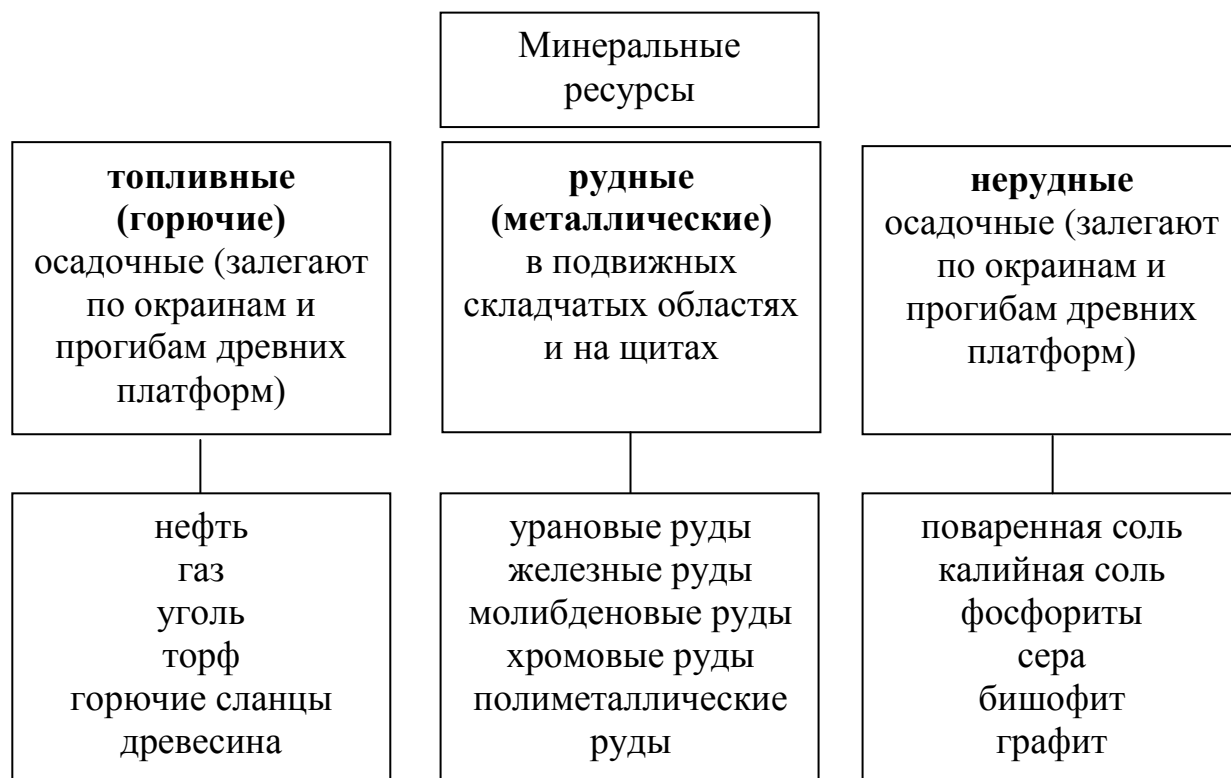 Минеральные
ресурсы
топливные
(горючие)
осадочные (залегают
по окраинам и
прогибам древних
платформ)
рудные
(металлические)
в подвижных
складчатых областях
и на щитах
нерудные
осадочные (залегают
по окраинам и
прогибам древних
платформ)
нефть
газ
уголь
торф
горючие сланцы
древесина
урановые руды
железные руды
молибденовые руды
хромовые руды
полиметаллические
руды
поваренная соль
калийная соль
фосфориты
сера
бишофит
графит